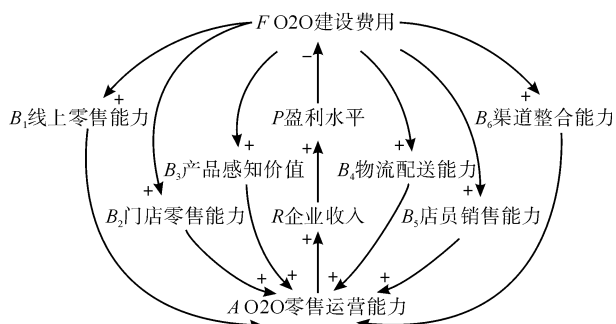 F O2O建设费用
−
+
+
B₁线上零售能力
P盈利水平
B₆渠道整合能力
+
+
+
B₃产品感知价值
B₄物流配送能力
+
+
B₂门店零售能力
R企业收入
B₅店员销售能力
+
+
+
+
+
A O2O零售运营能力
+
+